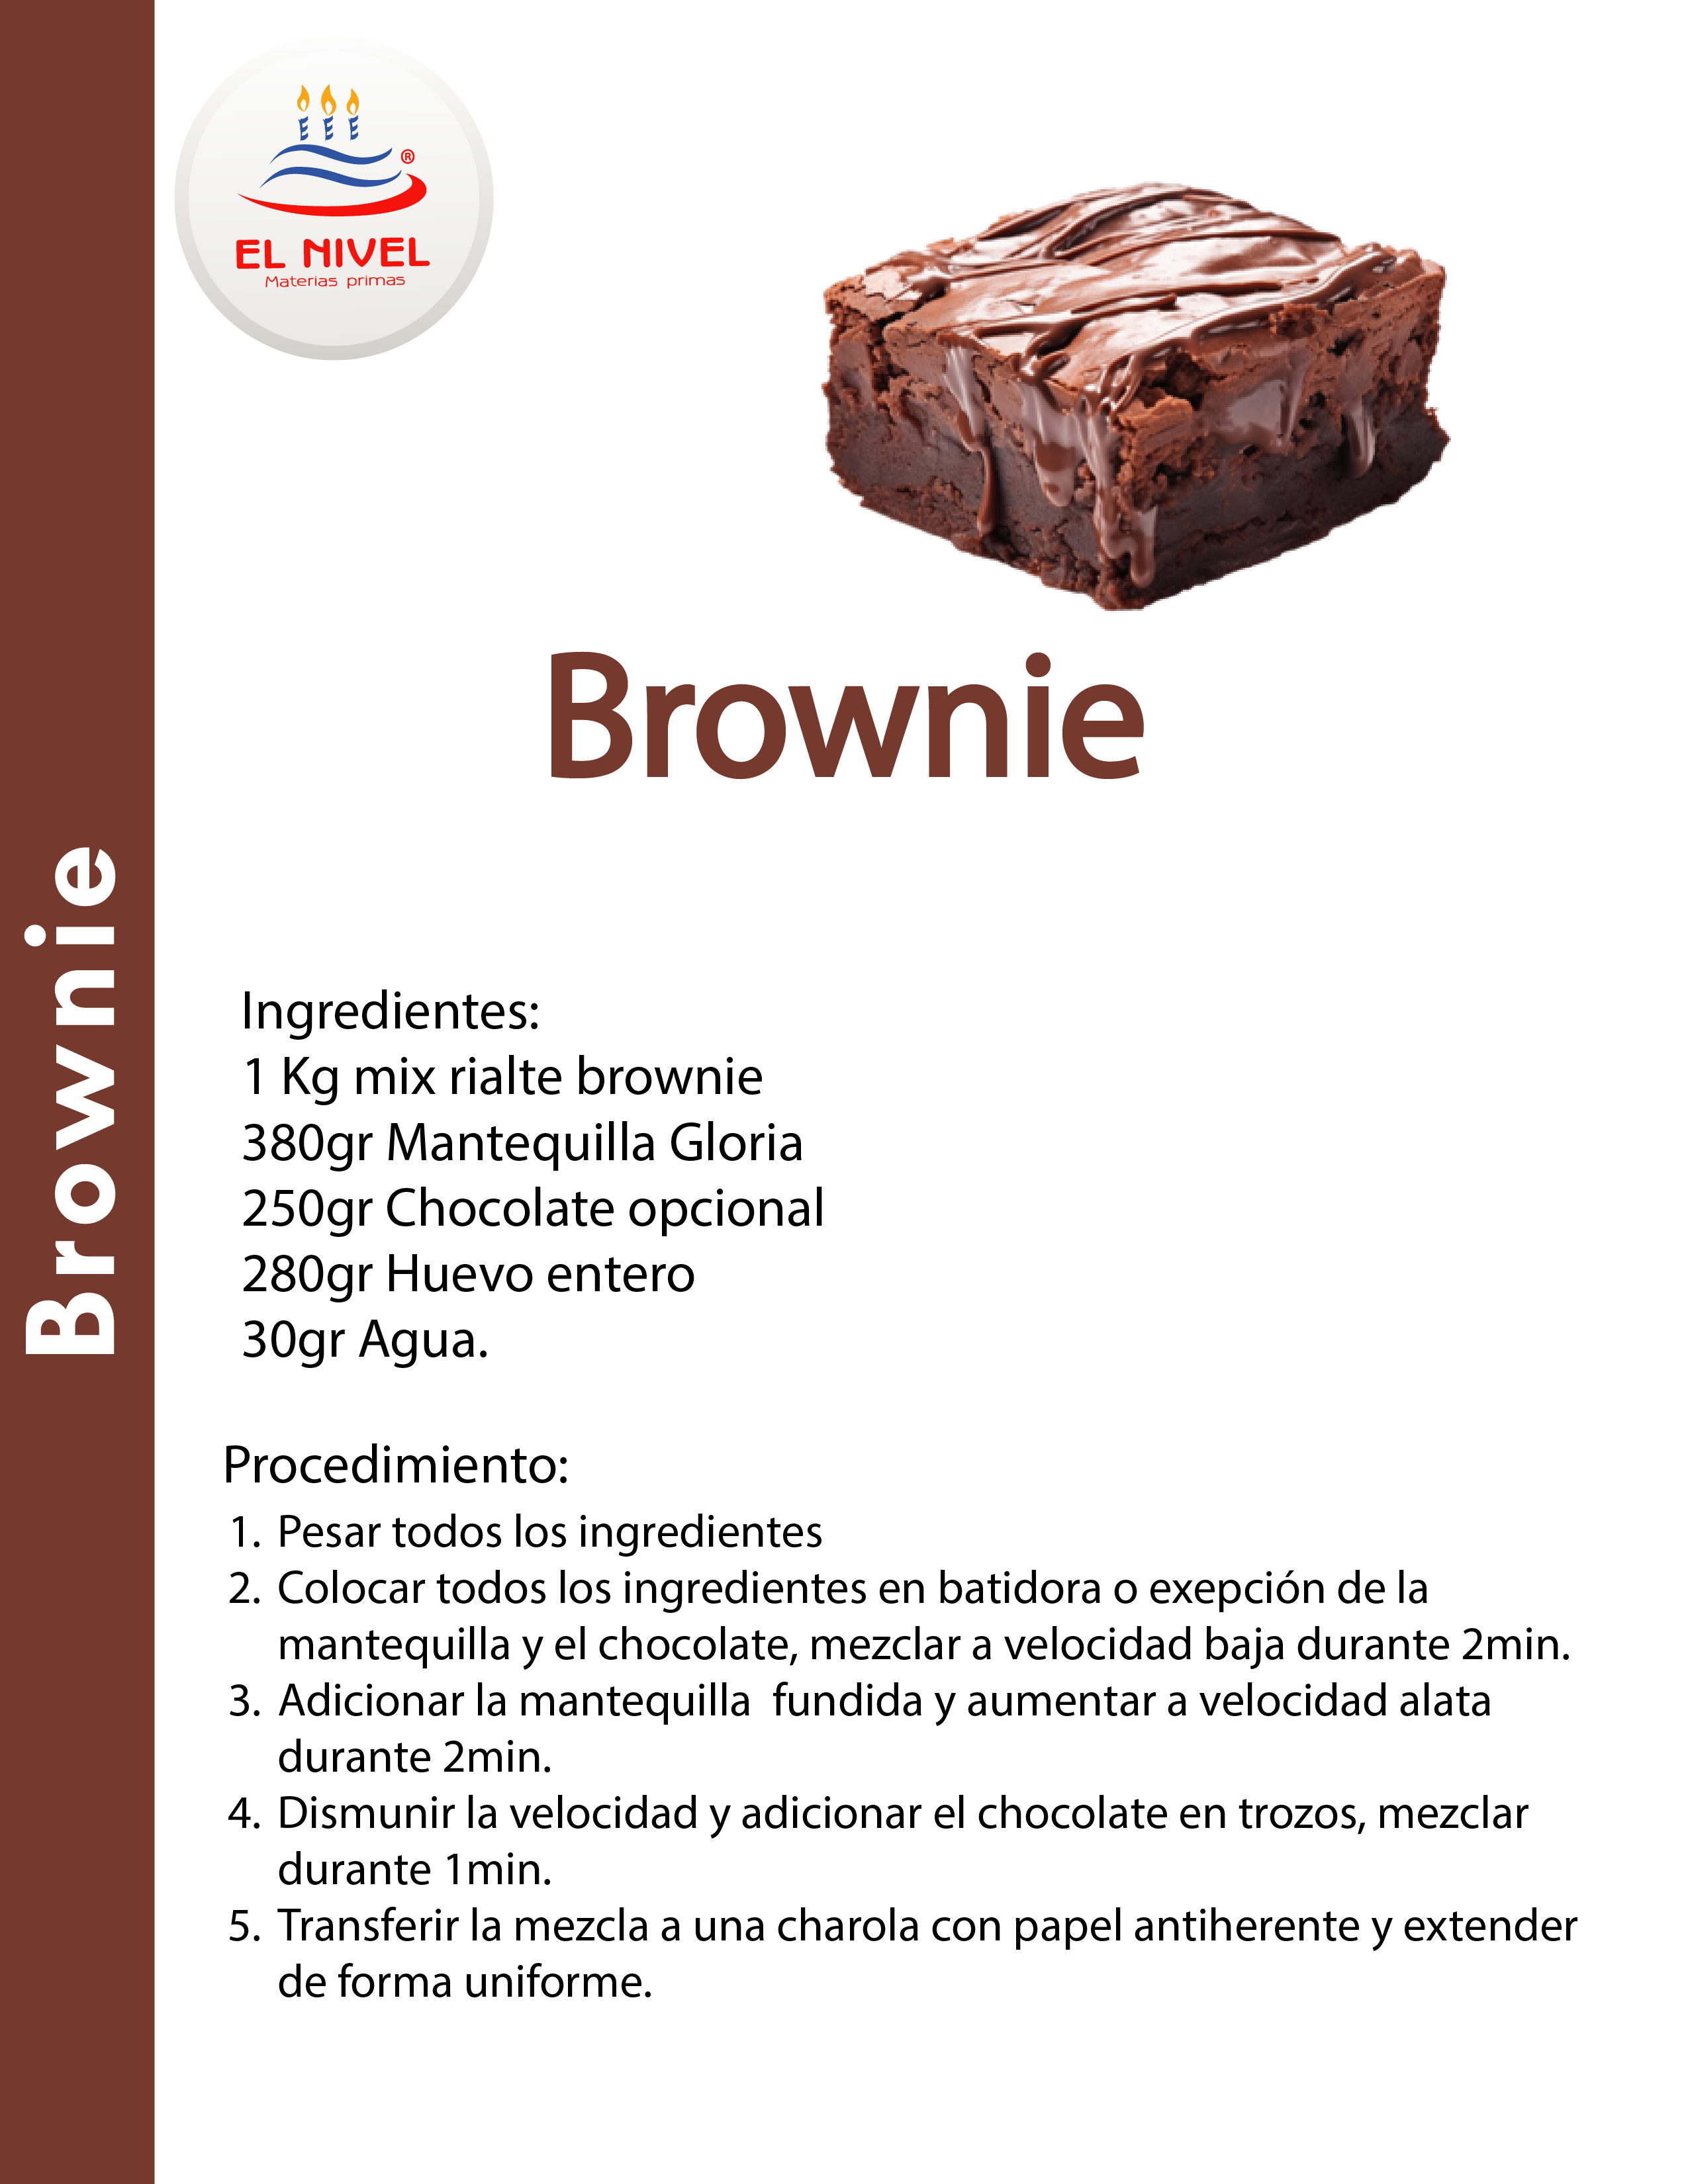 ®
EL NIVEL
Materias primas
Brownie
Brownie
Ingredientes:
1 Kg mix rialte brownie
380gr Mantequilla Gloria
250gr Chocolate opcional
280gr Huevo entero
30gr Agua.
Procedimiento:
1. Pesar todos los ingredientes
2. Colocar todos los ingredientes en batidora o exepción de la
mantequilla y el chocolate, mezclar a velocidad baja durante 2min.
3. Adicionar la mantequilla  fundida y aumentar a velocidad alata
durante 2min.
4. Dismunir la velocidad y adicionar el chocolate en trozos, mezclar
durante 1min.
5. Transferir la mezcla a una charola con papel antiherente y extender
de forma uniforme.